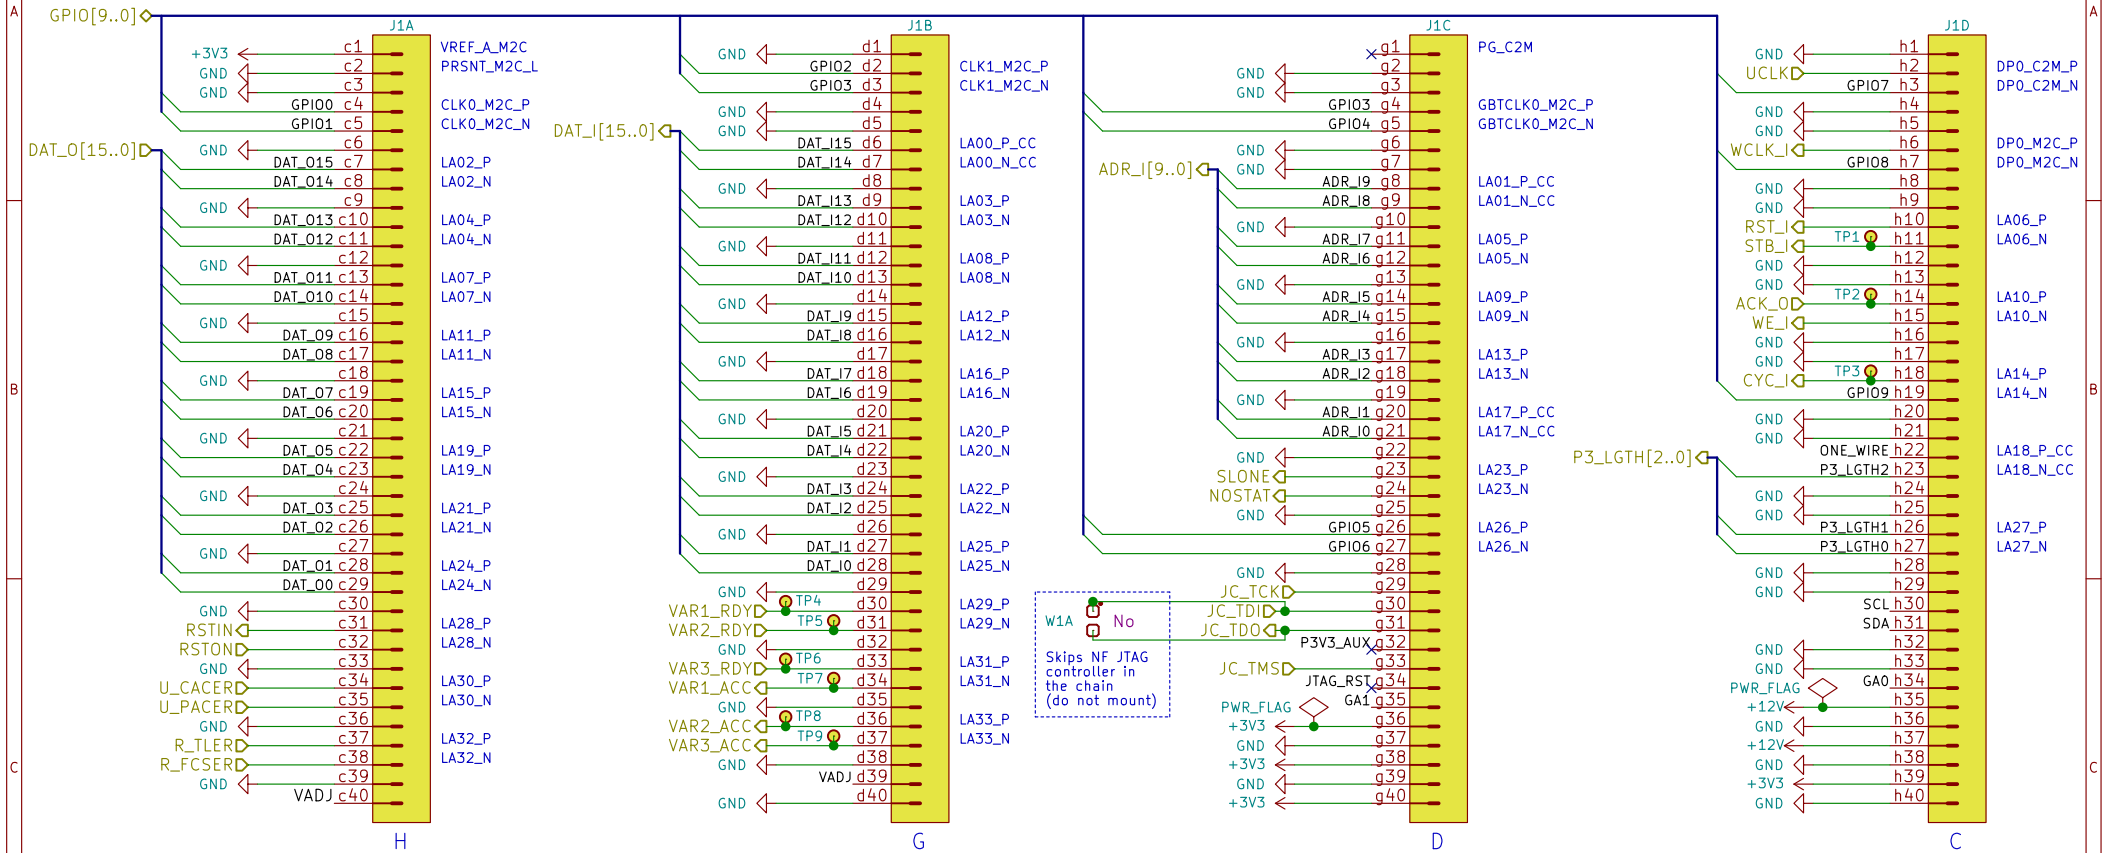 A
A
B
B
C
C
GPIO[9..0]
DAT_O[15..0]
J1A
+3V3 c1 VREF_A_M2C
GND c2 PRSNT_M2C_L
GND c3
GPIO0 c4 CLK0_M2C_P
GPIO1 c5 CLK0_M2C_N
GND c6
DAT_O15 c7 LA02_P
DAT_O14 c8 LA02_N
GND c9
DAT_O13 c10 LA04_P
DAT_O12 c11 LA04_N
GND c12
DAT_O11 c13 LA07_P
DAT_O10 c14 LA07_N
GND c15
DAT_O9 c16 LA11_P
DAT_O8 c17 LA11_N
GND c18
DAT_O7 c19 LA15_P
DAT_O6 c20 LA15_N
GND c21
DAT_O5 c22 LA19_P
DAT_O4 c23 LA19_N
GND c24
DAT_O3 c25 LA21_P
DAT_O2 c26 LA21_N
GND c27
DAT_O1 c28 LA24_P
DAT_O0 c29 LA24_N
GND c30
RSTIN c31 LA28_P
RSTON c32 LA28_N
GND c33
U_CACER c34 LA30_P
U_PACER c35 LA30_N
GND c36
R_TLER c37 LA32_P
R_FCSER c38 LA32_N
GND c39
VADJ c40
H
DAT_I[15..0]
J1B
GND d1
GPIO2 d2 CLK1_M2C_P
GPIO3 d3 CLK1_M2C_N
GND d4
GND d5
DAT_I15 d6 LA00_P_CC
DAT_I14 d7 LA00_N_CC
GND d8
DAT_I13 d9 LA03_P
DAT_I12 d10 LA03_N
GND d11
DAT_I11 d12 LA08_P
DAT_I10 d13 LA08_N
GND d14
DAT_I9 d15 LA12_P
DAT_I8 d16 LA12_N
GND d17
DAT_I7 d18 LA16_P
DAT_I6 d19 LA16_N
GND d20
DAT_I5 d21 LA20_P
DAT_I4 d22 LA20_N
GND d23
DAT_I3 d24 LA22_P
DAT_I2 d25 LA22_N
GND d26
DAT_I1 d27 LA25_P
DAT_I0 d28 LA25_N
GND d29
VAR1_RDY TP4 d30 LA29_P
VAR2_RDY TP5 d31 LA29_N
GND d32
VAR3_RDY TP6 d33 LA31_P
VAR1_ACC TP7 d34 LA31_N
GND d35
VAR2_ACC TP8 d36 LA33_P
VAR3_ACC TP9 d37 LA33_N
GND d38
VADJ d39
GND d40
G
ADR_I[9..0]
J1C
g1 PG_C2M
GND g2
GND g3
GPIO3 g4 GBTCLK0_M2C_P
GPIO4 g5 GBTCLK0_M2C_N
GND g6
GND g7
ADR_I9 g8 LA01_P_CC
ADR_I8 g9 LA01_N_CC
GND g10
ADR_I7 g11 LA05_P
ADR_I6 g12 LA05_N
GND g13
ADR_I5 g14 LA09_P
ADR_I4 g15 LA09_N
GND g16
ADR_I3 g17 LA13_P
ADR_I2 g18 LA13_N
GND g19
ADR_I1 g20 LA17_P_CC
ADR_I0 g21 LA17_N_CC
GND g22
SLONE g23 LA23_P
NOSTAT g24 LA23_N
GND g25
GPIO5 g26 LA26_P
GPIO6 g27 LA26_N
GND g28
JC_TCK g29
JC_TDI g30
JC_TDO g31
P3V3_AUX g32
JC_TMS g33
JTAG_RST g34
GA1 g35
PWR_FLAG
+3V3 g36
GND g37
+3V3 g38
GND g39
+3V3 g40
D
W1A No
Skips NF JTAG
controller in
the chain
(do not mount)
P3_LGTH[2..0]
J1D
GND h1
UCLK h2 DP0_C2M_P
GPIO7 h3 DP0_C2M_N
GND h4
GND h5
WCLK_I h6 DP0_M2C_P
GPIO8 h7 DP0_M2C_N
GND h8
GND h9
RST_I h10 LA06_P
STB_I TP1 h11 LA06_N
GND h12
GND h13
ACK_O TP2 h14 LA10_P
WE_I h15 LA10_N
GND h16
GND h17
CYC_I TP3 h18 LA14_P
GPIO9 h19 LA14_N
GND h20
GND h21
ONE_WIRE h22 LA18_P_CC
P3_LGTH2 h23 LA18_N_CC
GND h24
GND h25
P3_LGTH1 h26 LA27_P
P3_LGTH0 h27 LA27_N
GND h28
GND h29
SCL h30
SDA h31
GND h32
GND h33
GA0 h34
PWR_FLAG
+12V h35
GND h36
+12V h37
GND h38
+3V3 h39
GND h40
C